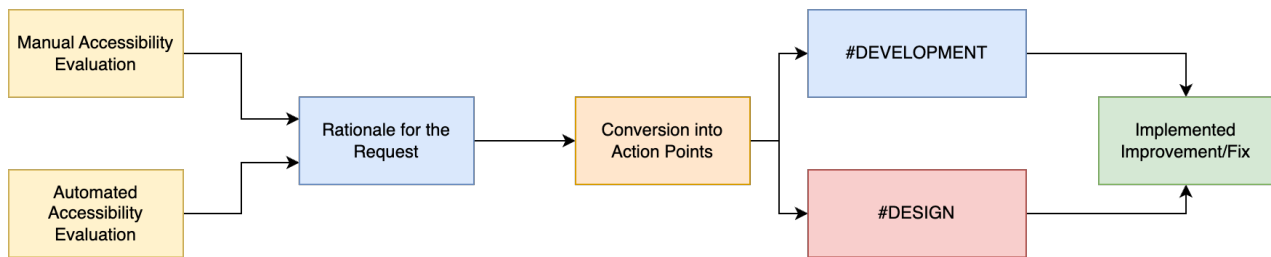 Manual Accessibility
Evaluation
Automated
Accessibility
Evaluation
Rationale for the
Request
Conversion into
Action Points
#DEVELOPMENT
#DESIGN
Implemented
Improvement/Fix